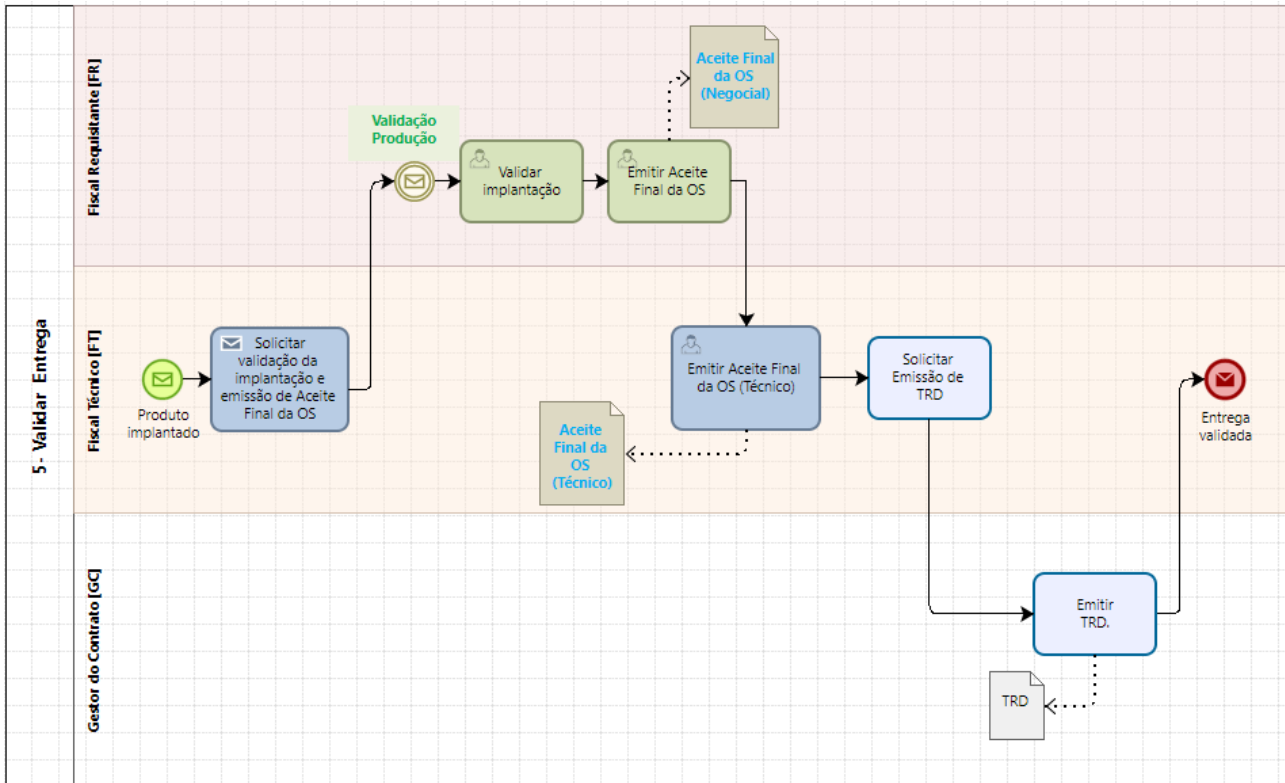 5- Validar Entrega
Fiscal Requisitante [FR]
Aceite Final
da OS
(Negocial)
Validação
Produção
Validar
implantação
Emitir Aceite
Final da OS
Fiscal Técnico [FT]
Produto
implantado
Solicitar
validação da
implantação e
emissão de Aceite
Final da OS
Emitir Aceite Final
da OS (Técnico)
Aceite
Final da
OS
(Técnico)
Solicitar
Emissão de
TRD
Entrega
validada
Gestor do Contrato [GC]
Emitir
TRD.
TRD